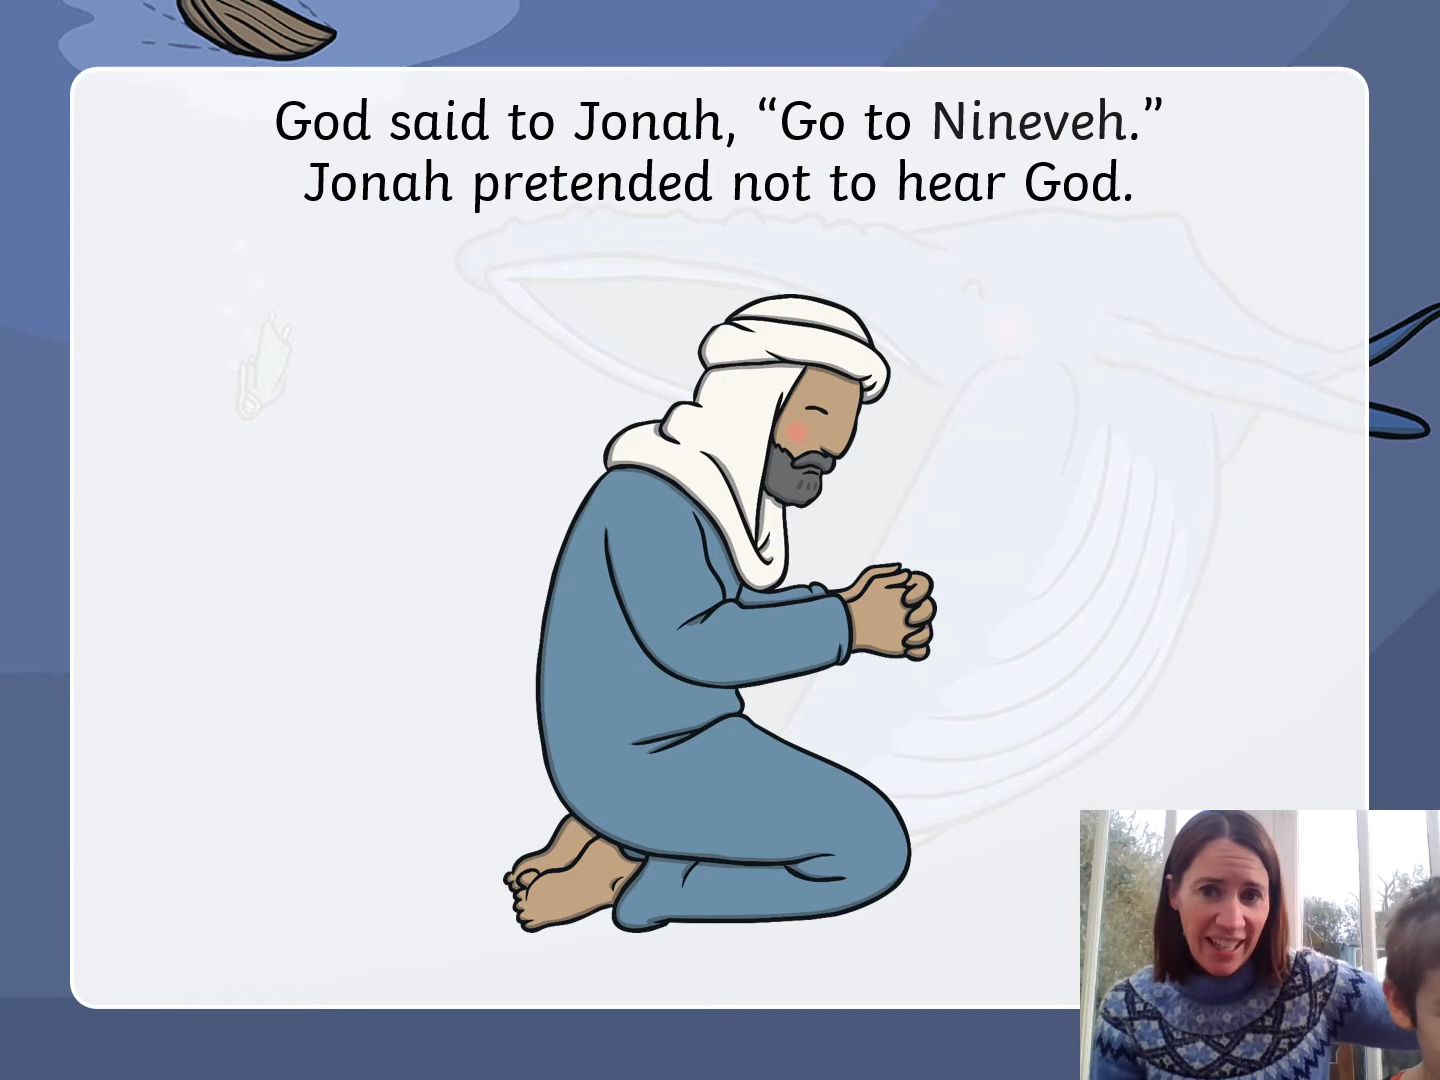 God said to Jonah, “Go to Nineveh.”
Jonah pretended not to hear God.